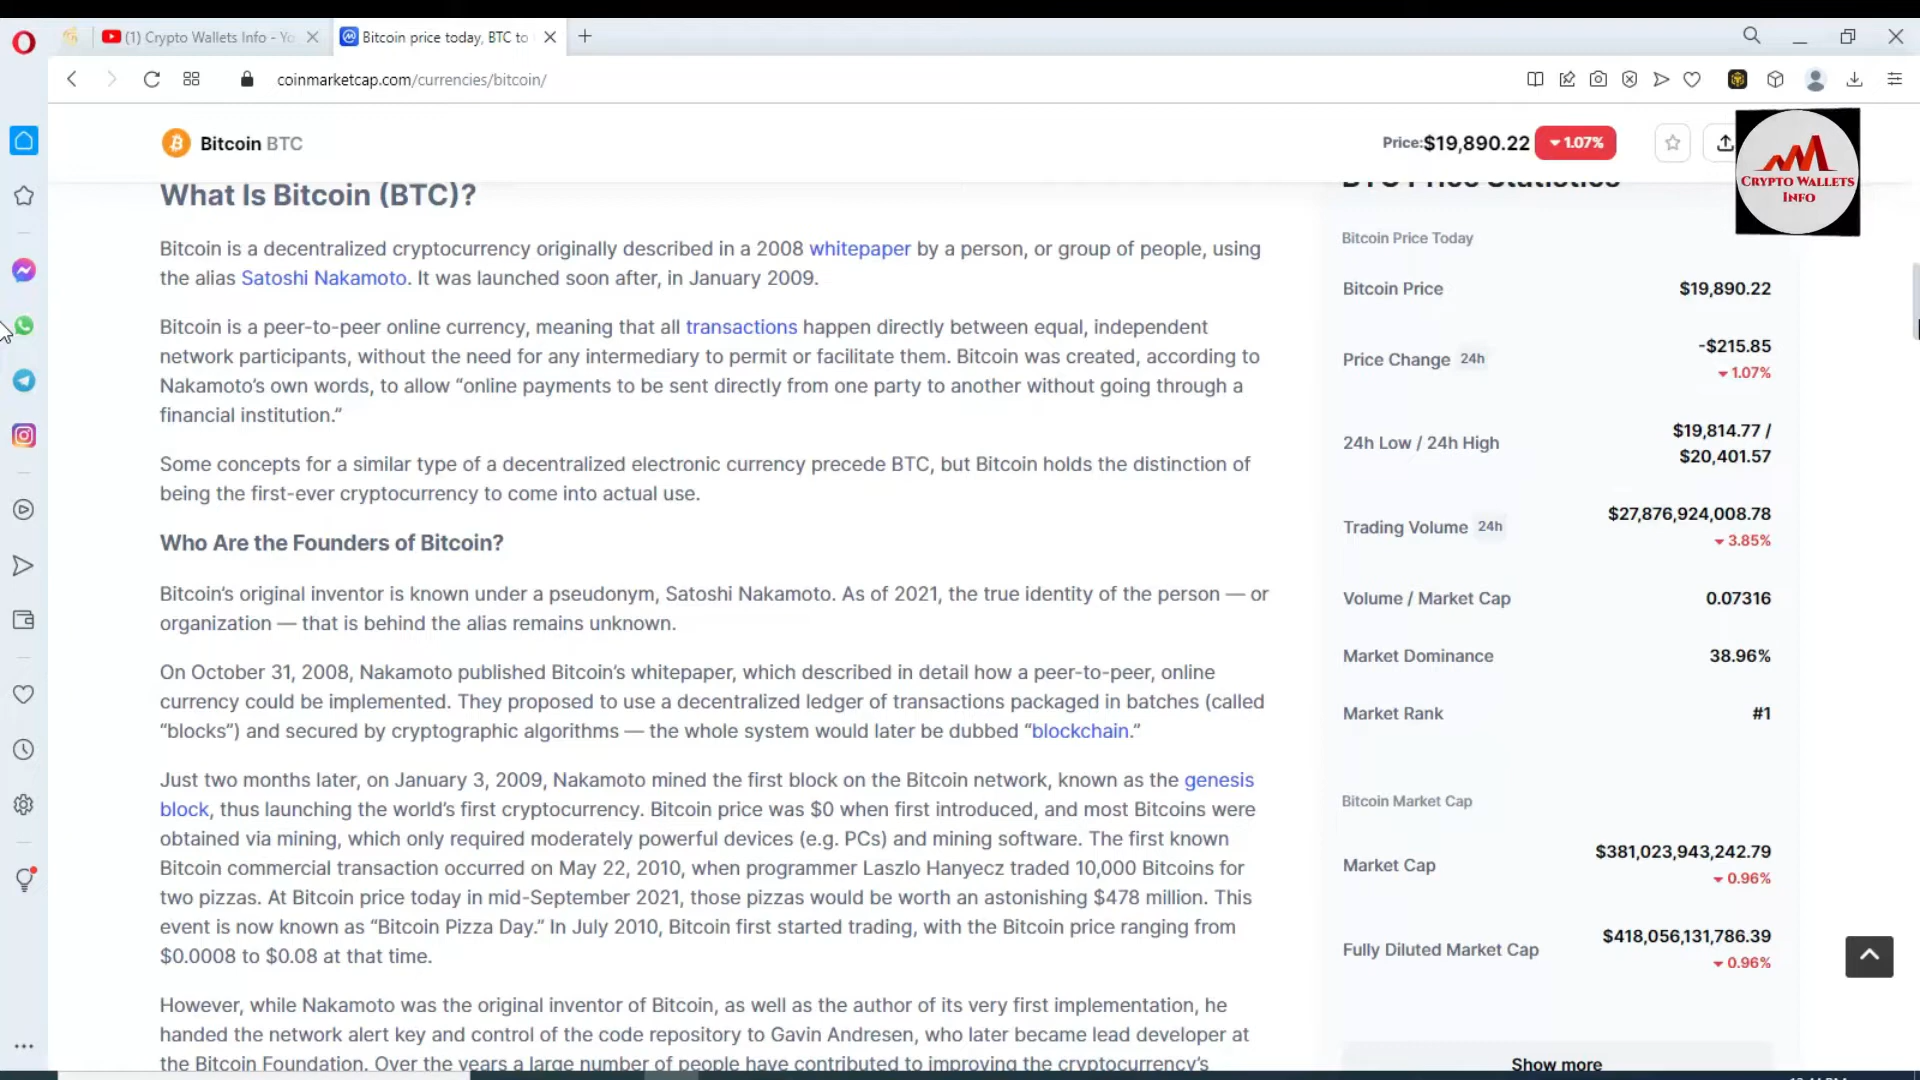 (1) Crypto Wallets Info - Yo
Bitcoin price today, BTC to
coinmarketcap.com/currencies/bitcoin/
Bitcoin BTC
Price:$19,890.22
1.07%
CRYPTO WALLETS
INFO
What Is Bitcoin (BTC)?
Bitcoin is a decentralized cryptocurrency originally described in a 2008 whitepaper by a person, or group of people, using
the alias Satoshi Nakamoto. It was launched soon after, in January 2009.
Bitcoin is a peer-to-peer online currency, meaning that all transactions happen directly between equal, independent
network participants, without the need for any intermediary to permit or facilitate them. Bitcoin was created, according to
Nakamoto’s own words, to allow “online payments to be sent directly from one party to another without going through a
financial institution.”
Some concepts for a similar type of a decentralized electronic currency precede BTC, but Bitcoin holds the distinction of
being the first-ever cryptocurrency to come into actual use.
Who Are the Founders of Bitcoin?
Bitcoin’s original inventor is known under a pseudonym, Satoshi Nakamoto. As of 2021, the true identity of the person — or
organization — that is behind the alias remains unknown.
On October 31, 2008, Nakamoto published Bitcoin’s whitepaper, which described in detail how a peer-to-peer, online
currency could be implemented. They proposed to use a decentralized ledger of transactions packaged in batches (called
“blocks”) and secured by cryptographic algorithms — the whole system would later be dubbed “blockchain.”
Just two months later, on January 3, 2009, Nakamoto mined the first block on the Bitcoin network, known as the genesis
block, thus launching the world’s first cryptocurrency. Bitcoin price was $0 when first introduced, and most Bitcoins were
obtained via mining, which only required moderately powerful devices (e.g. PCs) and mining software. The first known
Bitcoin commercial transaction occurred on May 22, 2010, when programmer Laszlo Hanyecz traded 10,000 Bitcoins for
two pizzas. At Bitcoin price today in mid-September 2021, those pizzas would be worth an astonishing $478 million. This
event is now known as “Bitcoin Pizza Day.” In July 2010, Bitcoin first started trading, with the Bitcoin price ranging from
$0.0008 to $0.08 at that time.
However, while Nakamoto was the original inventor of Bitcoin, as well as the author of its very first implementation, he
handed the network alert key and control of the code repository to Gavin Andresen, who later became lead developer at
the Bitcoin Foundation. Over the years a large number of people have contributed to improving the cryptocurrency’s
BTC Price Statistics
Bitcoin Price Today
Bitcoin Price $19,890.22
Price Change 24h -$215.85
1.07%
24h Low / 24h High $19,814.77 /
$20,401.57
Trading Volume 24h $27,876,924,008.78
3.85%
Volume / Market Cap 0.07316
Market Dominance 38.96%
Market Rank #1
Bitcoin Market Cap
Market Cap $381,023,943,242.79
0.96%
Fully Diluted Market Cap $418,056,131,786.39
0.96%
Show more